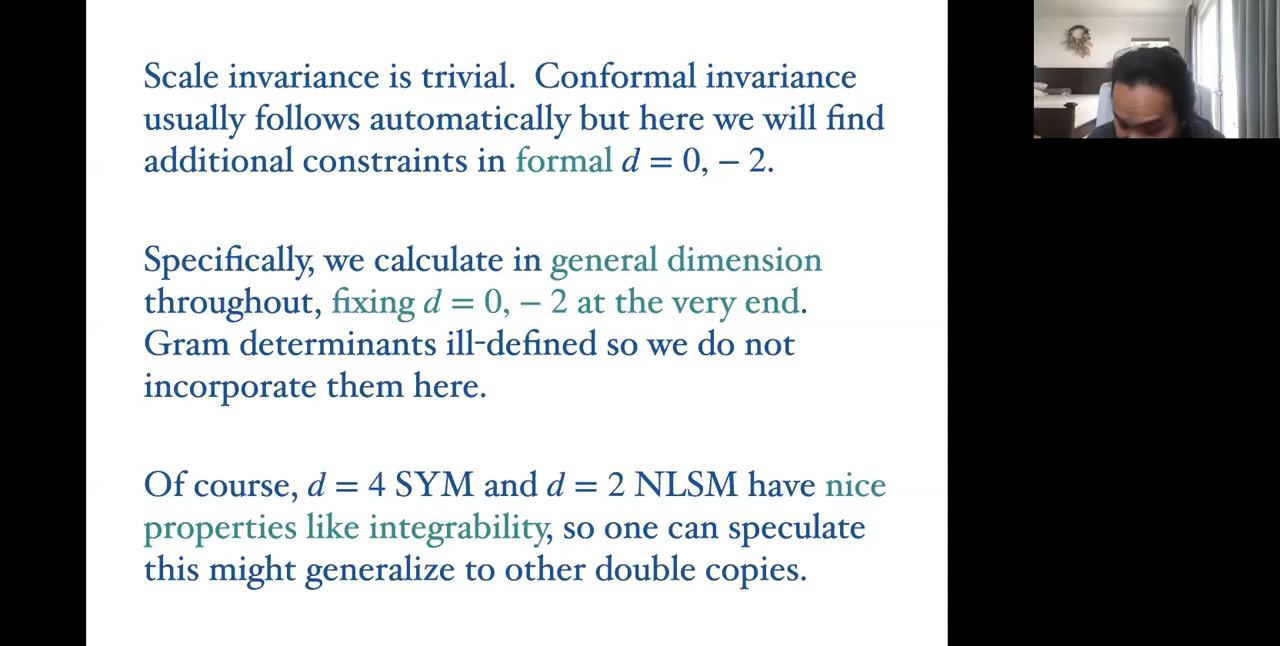 Scale invariance is trivial. Conformal invariance
usually follows automatically but here we will find
additional constraints in formal d = 0, − 2.
Specifically, we calculate in general dimension
throughout, fixing d = 0, − 2 at the very end.
Gram determinants ill-defined so we do not
incorporate them here.
Of course, d = 4 SYM and d = 2 NLSM have nice
properties like integrability, so one can speculate
this might generalize to other double copies.